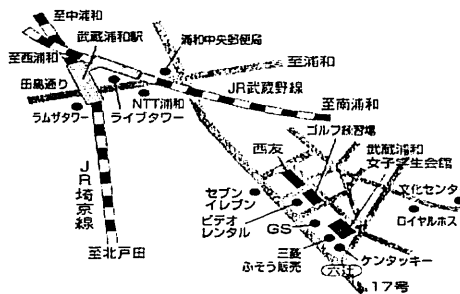 至中浦和
武蔵浦和駅
浦和中央郵便局
至西浦和
至浦和
田島通り
JR武蔵野線
NTT浦和
ラムザタワー
ライブタワー
至南浦和
ゴルフ練習場
西友
武蔵浦和
女子学生会館
JR埼京線
セブン
イレブン
文化センタ
ビデオ
レンタル
ロイヤルホス
GS
至北戸田
三菱
ふそう販売
ケンタッキー
六辻
17号